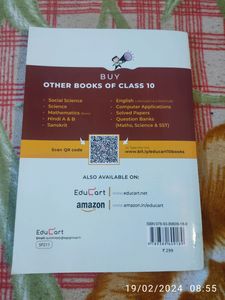 BUY
OTHER BOOKS OF CLASS 10
- Social Science
- Science
- Mathematics
- Hindi A & B
- Sanskrit
- English
- Computer Applications
- Solved Papers
- Question Banks
(Maths, Science & SST)
Scan QR code
bit.ly/educart10books
ALSO AVAILABLE ON:
EduCart www.educart.net
amazon www.amazon.in/educart
EduCart
₹ 299
19/02/2024 08:55